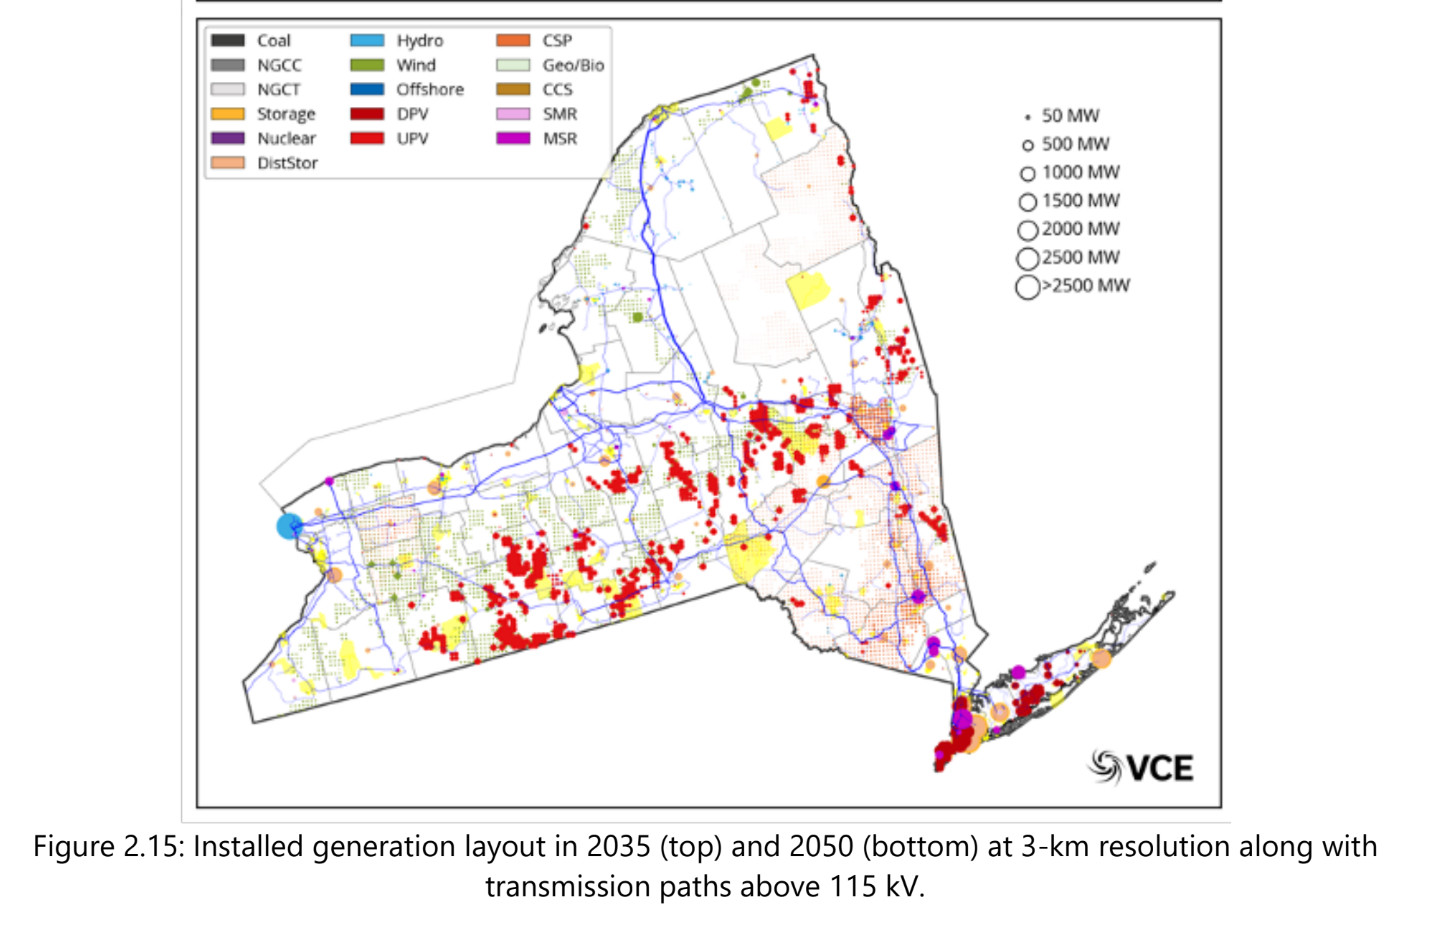 Coal Hydro CSP
NGCC Wind Geo/Bio
NGCT Offshore CCS
Storage DPV SMR
Nuclear UPV MSR
DistStor
50 MW
500 MW
1000 MW
1500 MW
2000 MW
2500 MW
>2500 MW
VCE
Figure 2.15: Installed generation layout in 2035 (top) and 2050 (bottom) at 3-km resolution along with
transmission paths above 115 kV.